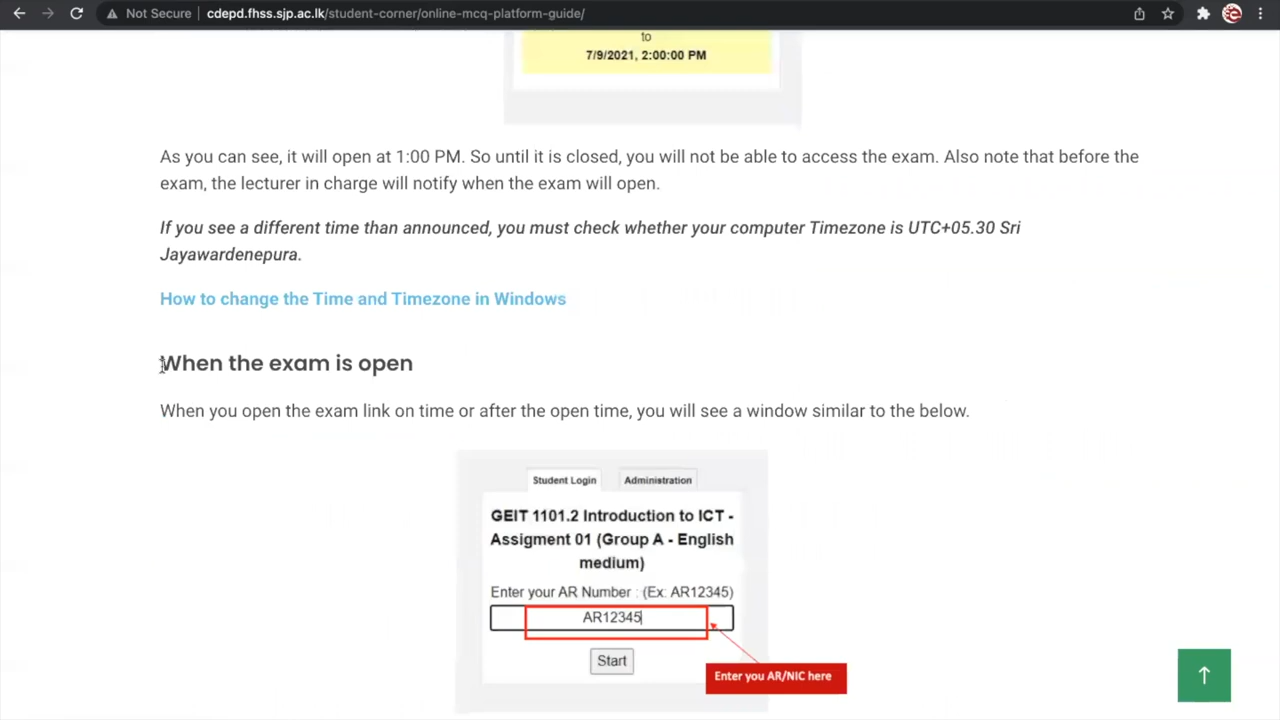 Not Secure cdepd.fhss.sjp.ac.lk/student-corner/online-mcq-platform-guide/
to
7/9/2021, 2:00:00 PM
As you can see, it will open at 1:00 PM. So until it is closed, you will not be able to access the exam. Also note that before the
exam, the lecturer in charge will notify when the exam will open.
If you see a different time than announced, you must check whether your computer Timezone is UTC+05.30 Sri
Jayawardenepura.
How to change the Time and Timezone in Windows
When the exam is open
When you open the exam link on time or after the open time, you will see a window similar to the below.
Student Login Administration
GEIT 1101.2 Introduction to ICT -
Assigment 01 (Group A - English
medium)
Enter your AR Number : (Ex: AR12345)
AR12345
Start
Enter you AR/NIC here